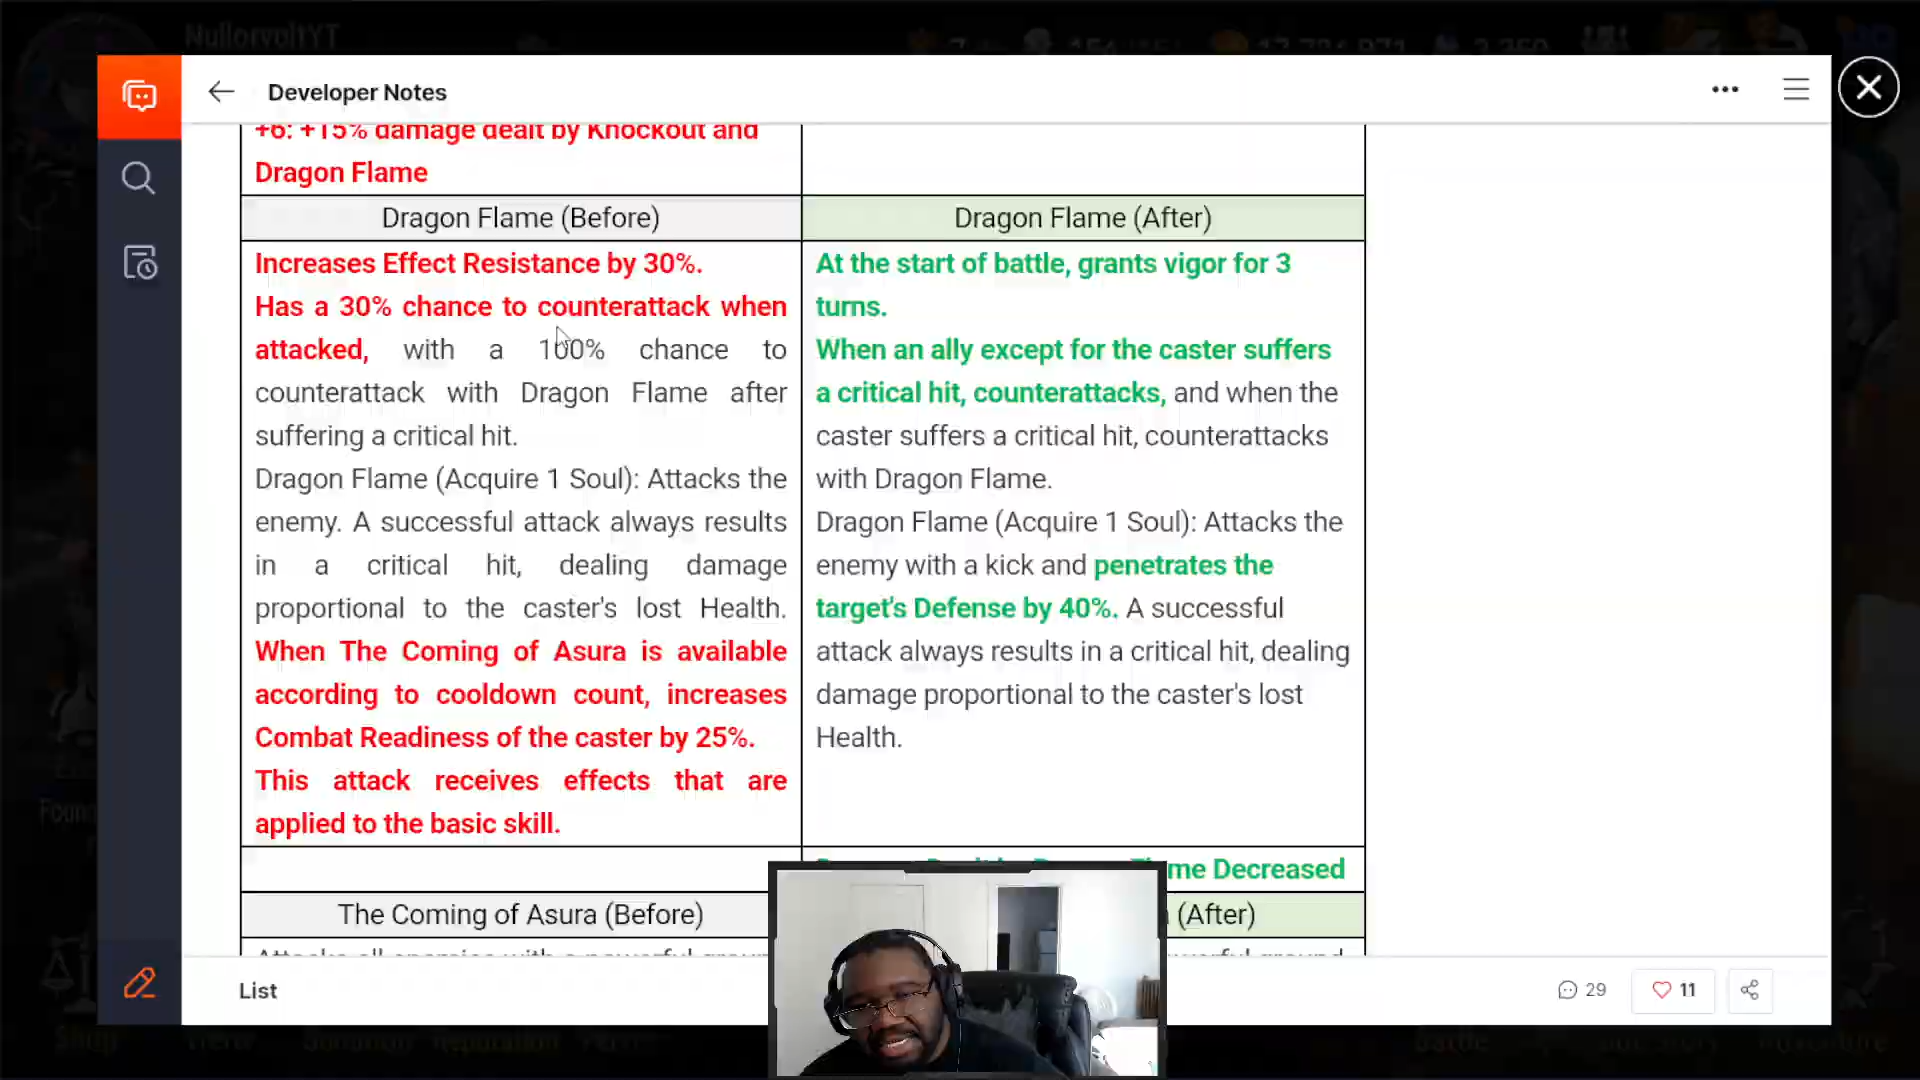 NullorvoltYT
Developer Notes
+6: +15% damage dealt by Knockout and
Dragon Flame
Dragon Flame (Before)
Dragon Flame (After)
Increases Effect Resistance by 30%.
Has a 30% chance to counterattack when
attacked, with a 100% chance to
counterattack with Dragon Flame after
suffering a critical hit.
Dragon Flame (Acquire 1 Soul): Attacks the
enemy. A successful attack always results
in a critical hit, dealing damage
proportional to the caster's lost Health.
When The Coming of Asura is available
according to cooldown count, increases
Combat Readiness of the caster by 25%.
This attack receives effects that are
applied to the basic skill.
At the start of battle, grants vigor for 3
turns.
When an ally except for the caster suffers
a critical hit, counterattacks, and when the
caster suffers a critical hit, counterattacks
with Dragon Flame.
Dragon Flame (Acquire 1 Soul): Attacks the
enemy with a kick and penetrates the
target's Defense by 40%. A successful
attack always results in a critical hit, dealing
damage proportional to the caster's lost
Health.
Decreased
The Coming of Asura (Before)
(After)
List
29
11